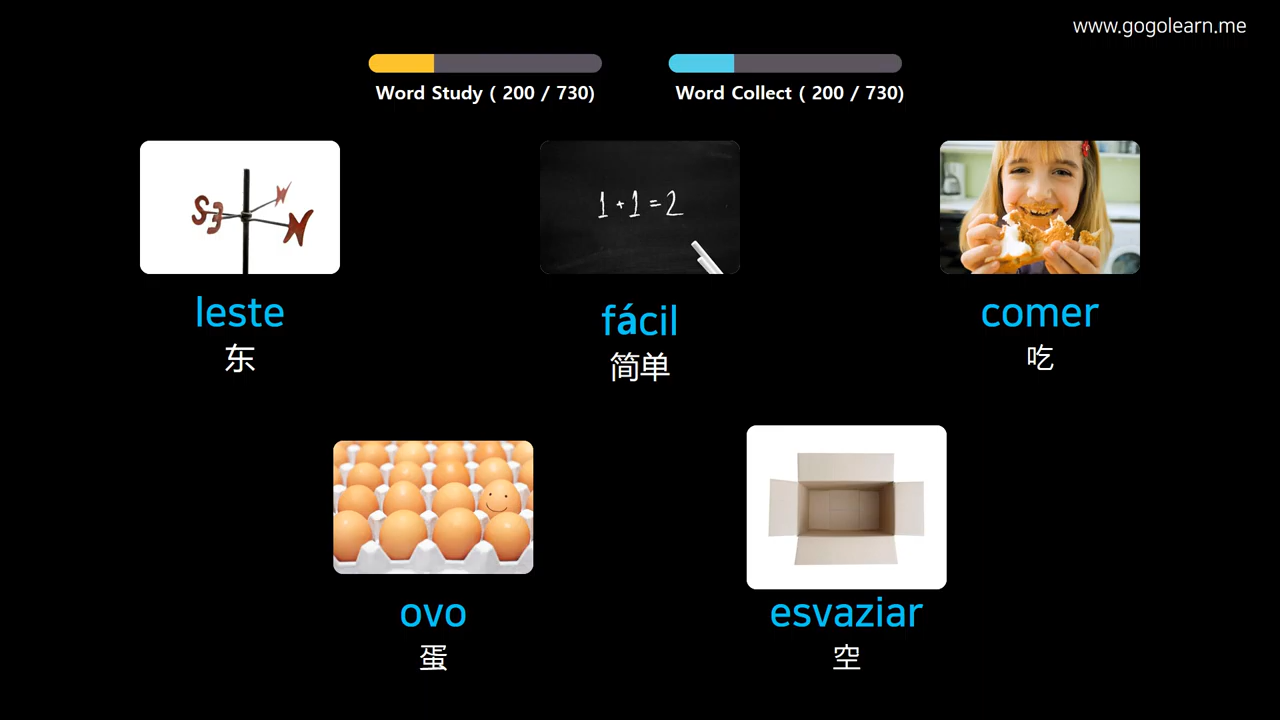 www.gogolearn.me
Word Study ( 200 / 730)
Word Collect ( 200 / 730)
S
E
W
N
1 + 1 = 2
leste
东
fácil
简单
comer
吃
ovo
蛋
esvaziar
空